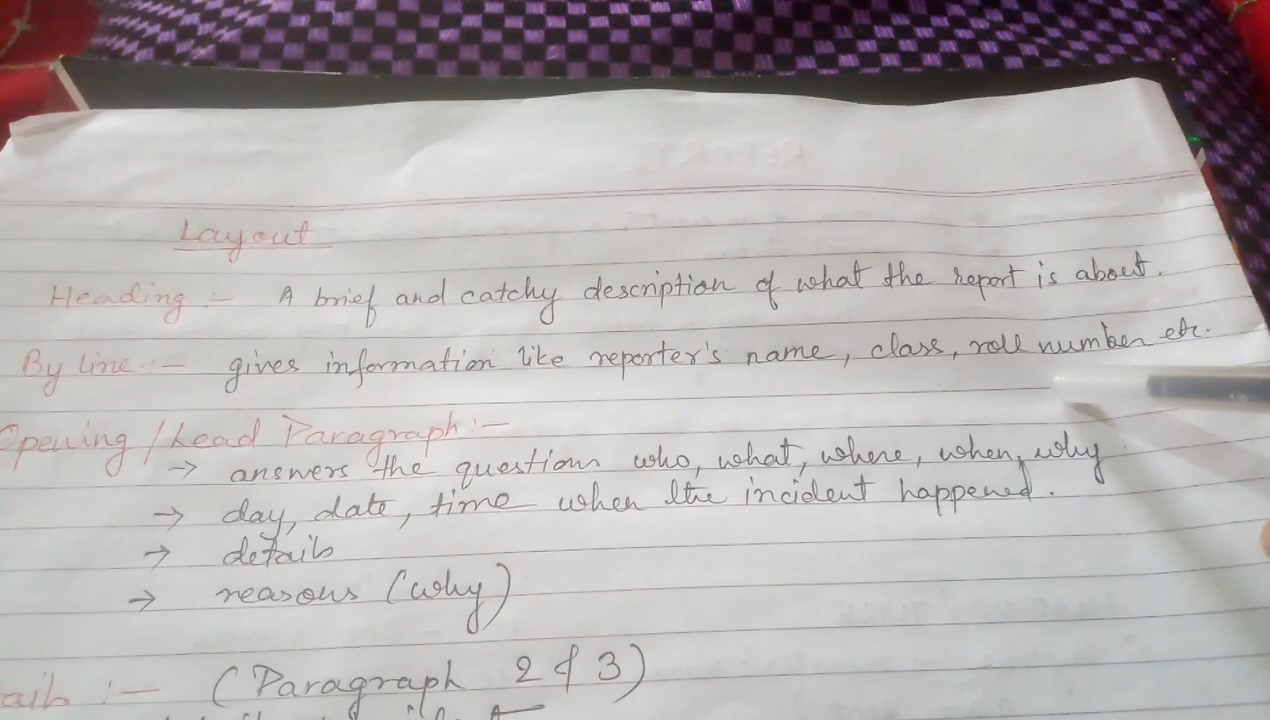 Layout
Heading :- A brief and catchy description of what the report is about.
By line :- gives information like reporter's name, class, roll number etc.
Opening / Lead Paragraph :-
→ answers the questions who, what, where, when, why
→ day, date, time when the incident happened.
→ details
→ reasons (why)
:- (Paragraph 2 & 3)